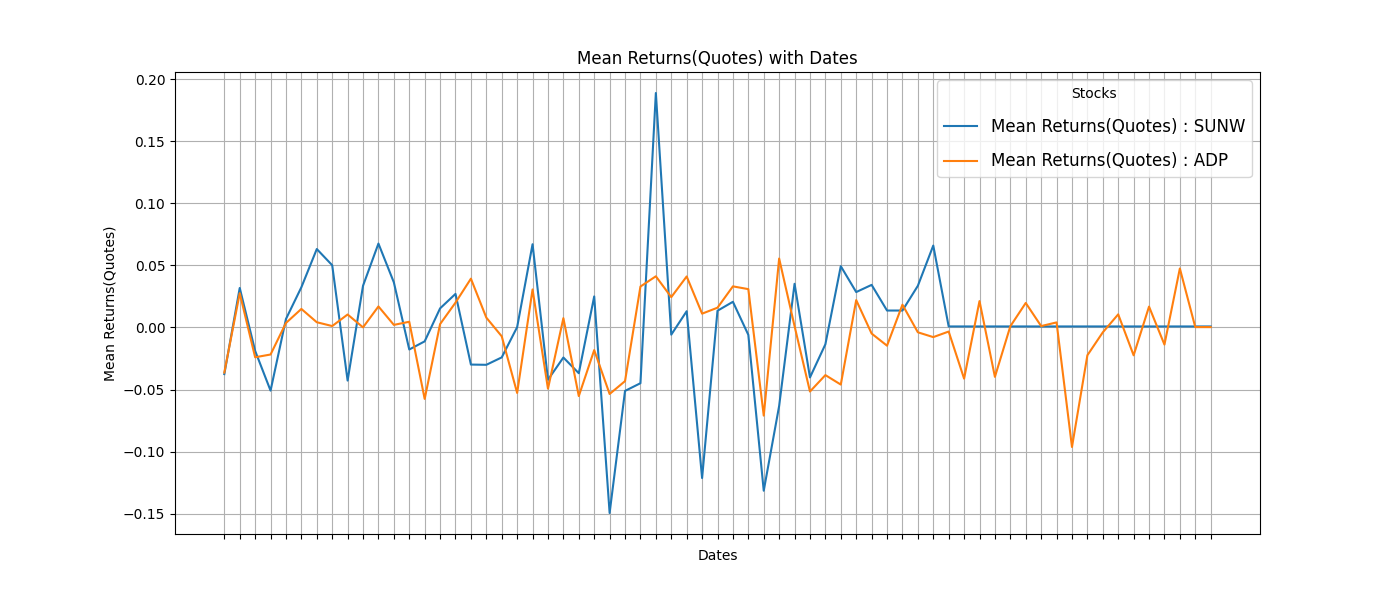 Mean Returns(Quotes) with Dates
Mean Returns(Quotes)
0.20
0.15
0.10
0.05
0.00
−0.05
−0.10
−0.15
Stocks
Mean Returns(Quotes) : SUNW
Mean Returns(Quotes) : ADP
Dates